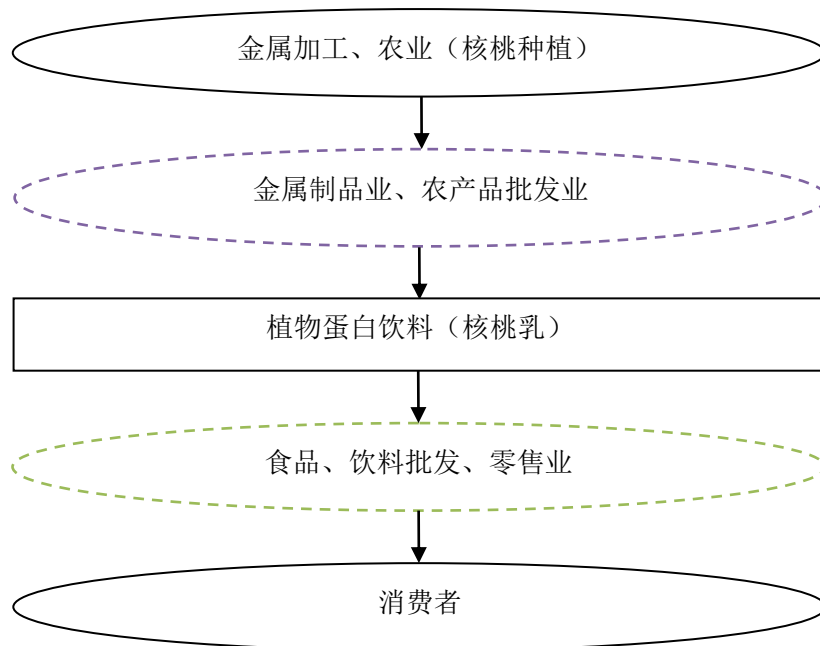 金属加工、农业（核桃种植）
金属制品业、农产品批发业
植物蛋白饮料（核桃乳）
食品、饮料批发、零售业
消费者